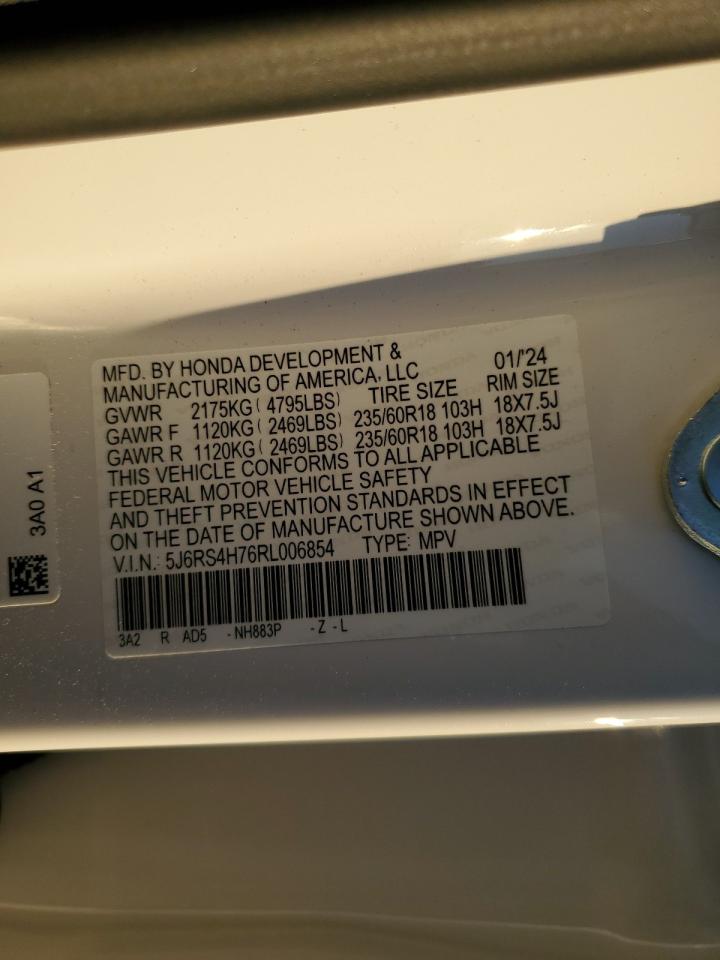 MFD. BY HONDA DEVELOPMENT &
MANUFACTURING OF AMERICA, LLC 01/'24
GVWR 2175KG ( 4795LBS) TIRE SIZE RIM SIZE
GAWR F 1120KG ( 2469LBS) 235/60R18 103H 18X7.5J
GAWR R 1120KG ( 2469LBS) 235/60R18 103H 18X7.5J
THIS VEHICLE CONFORMS TO ALL APPLICABLE
FEDERAL MOTOR VEHICLE SAFETY
AND THEFT PREVENTION STANDARDS IN EFFECT
ON THE DATE OF MANUFACTURE SHOWN ABOVE.
V.I.N.: 5J6RS4H76RL006854 TYPE: MPV
3A2 R AD5 -NH883P -Z-L
3A0 A1